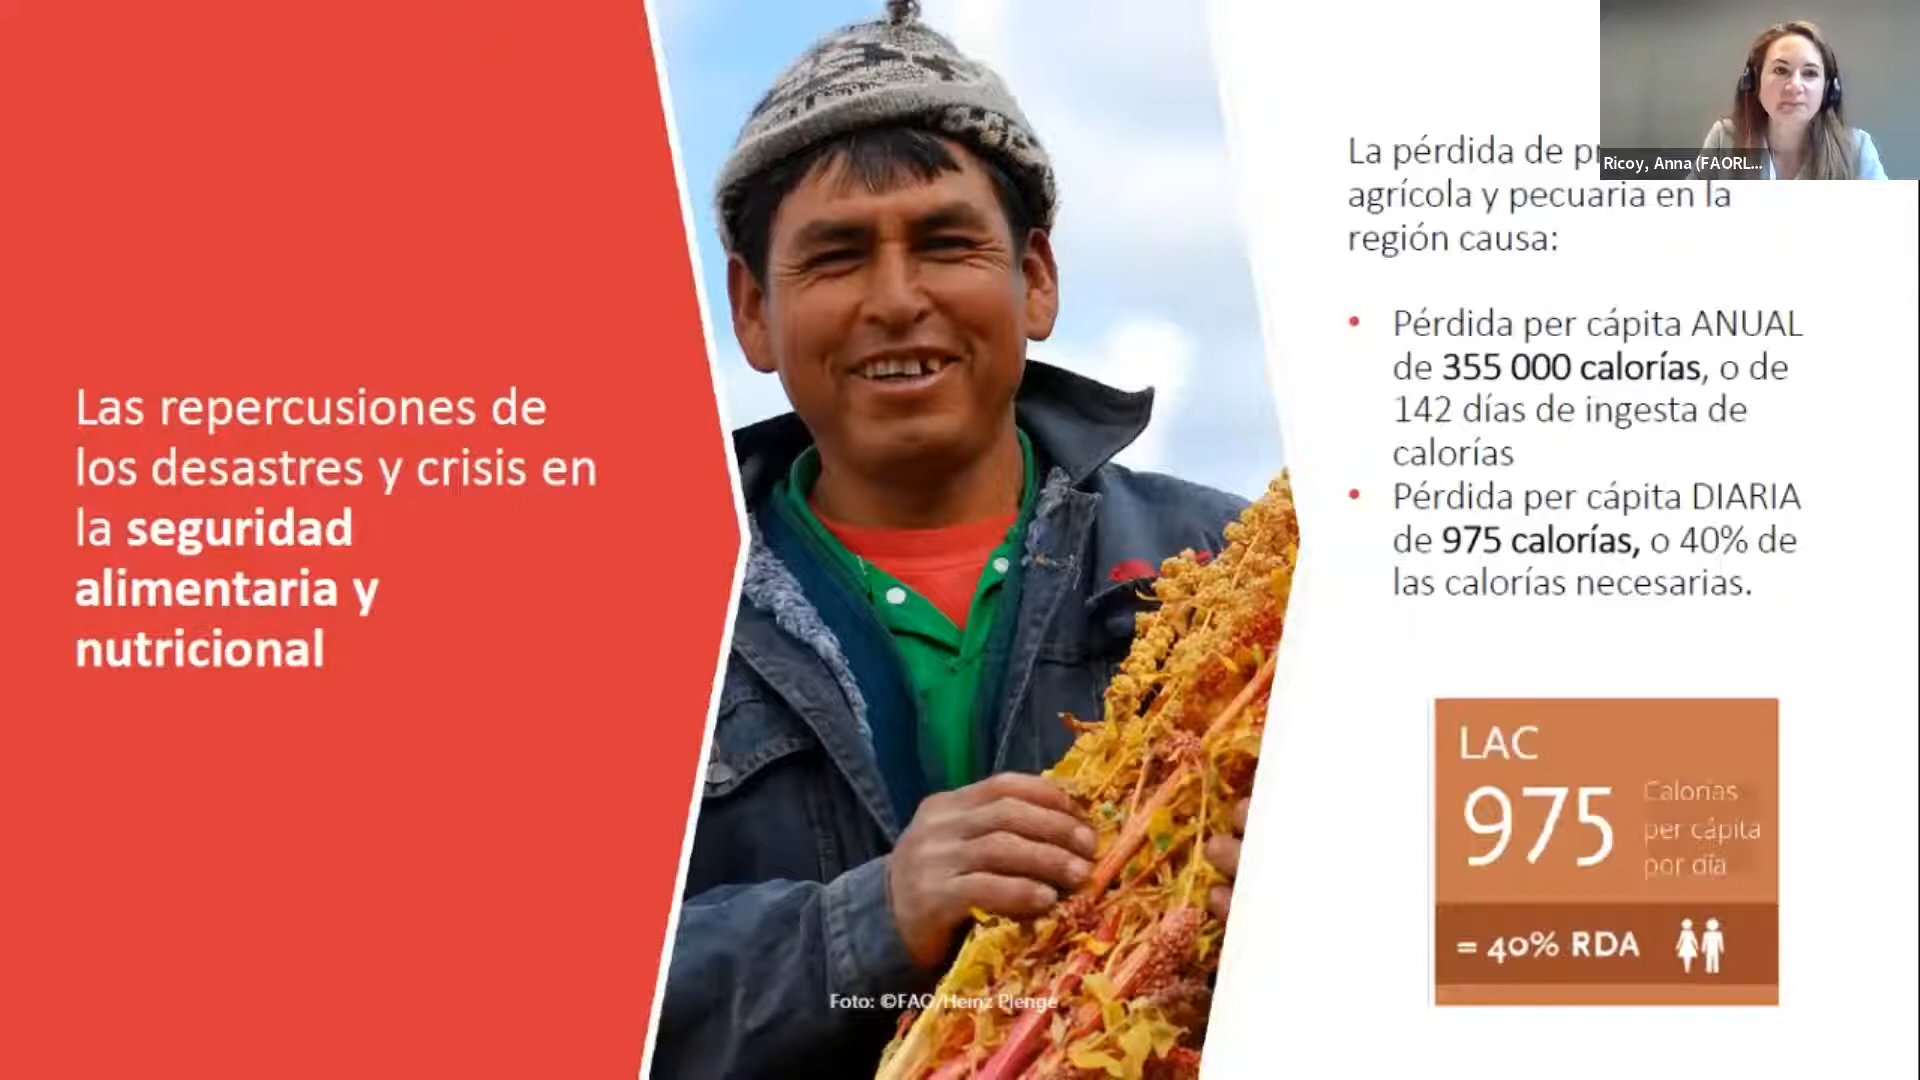 Las repercusiones de
los desastres y crisis en
la seguridad
alimentaria y
nutricional
Foto: ©FAO/Heinz Plenge
Ricoy, Anna (FAORL...
La pérdida de
agrícola y pecuaria en la
región causa:
• Pérdida per cápita ANUAL
de 355 000 calorías, o de
142 días de ingesta de
calorías
• Pérdida per cápita DIARIA
de 975 calorías, o 40% de
las calorías necesarias.
LAC
975
Calorías
per cápita
por día
= 40% RDA